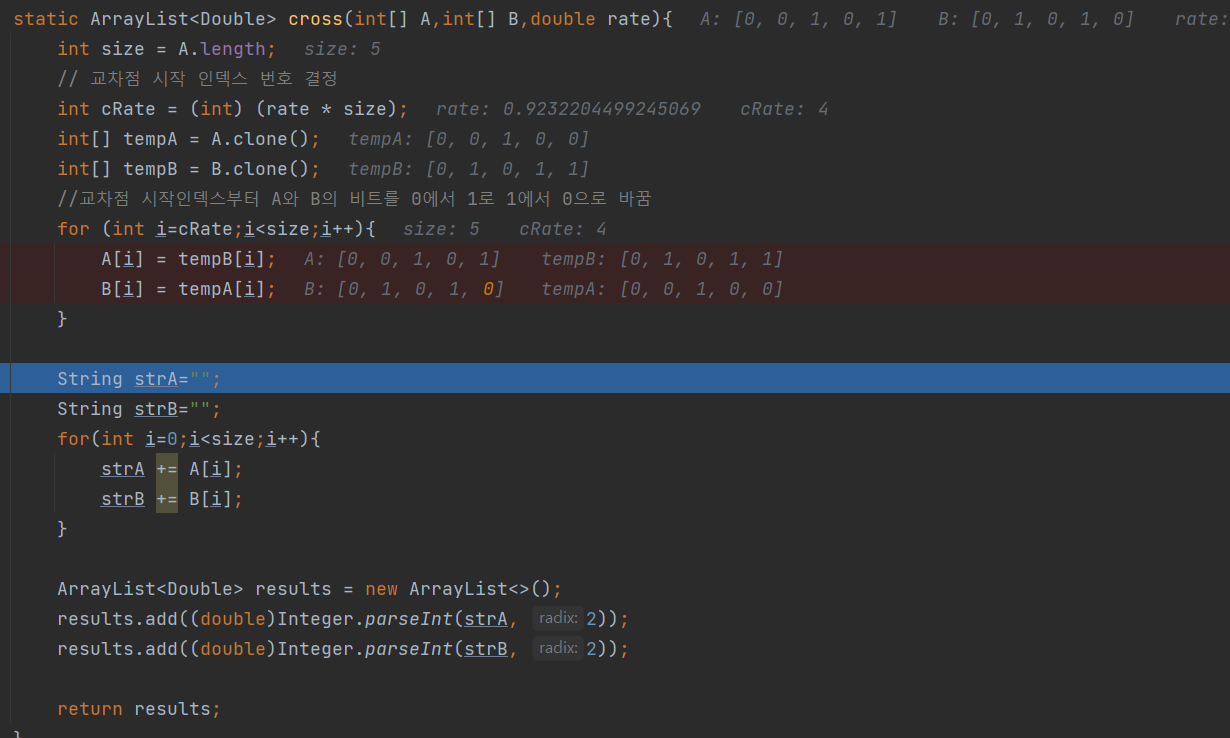 static ArrayList<Double> cross(int[] A,int[] B,double rate){   A: [0, 0, 1, 0, 1]    B: [0, 1, 0, 1, 0]    rate:
    int size = A.length;   size: 5
    // 교차점 시작 인덱스 번호 결정
    int cRate = (int) (rate * size);   rate: 0.9232204499245069    cRate: 4
    int[] tempA = A.clone();   tempA: [0, 0, 1, 0, 0]
    int[] tempB = B.clone();   tempB: [0, 1, 0, 1, 1]
    //교차점 시작인덱스부터 A와 B의 비트를 0에서 1로 1에서 0으로 바꿈
    for (int i=cRate;i<size;i++){   size: 5    cRate: 4
        A[i] = tempB[i];   A: [0, 0, 1, 0, 1]    tempB: [0, 1, 0, 1, 1]
        B[i] = tempA[i];   B: [0, 1, 0, 1, 0]    tempA: [0, 0, 1, 0, 0]
    }
    String strA="";
    String strB="";
    for(int i=0;i<size;i++){
        strA += A[i];
        strB += B[i];
    }
    ArrayList<Double> results = new ArrayList<>();
    results.add((double)Integer.parseInt(strA, radix: 2));
    results.add((double)Integer.parseInt(strB, radix: 2));
    return results;
}